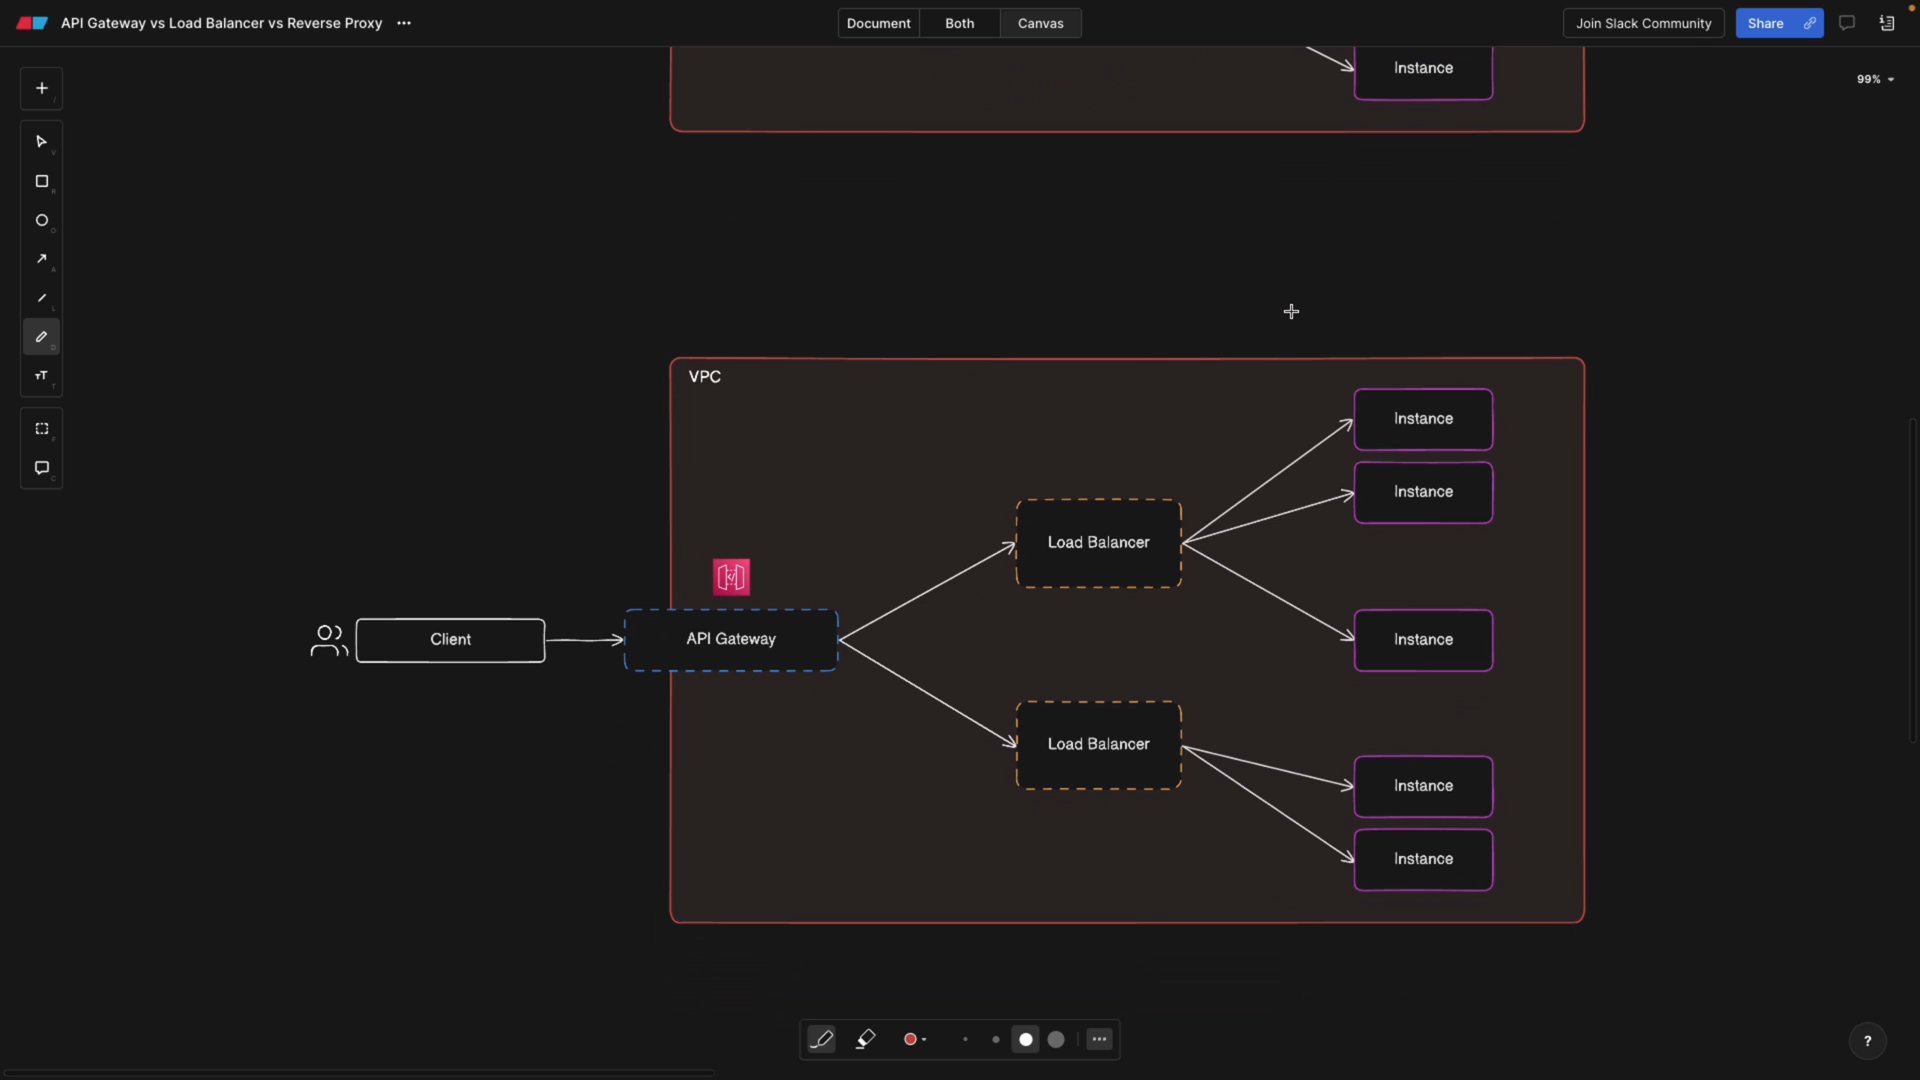 API Gateway vs Load Balancer vs Reverse Proxy
Document
Both
Canvas
Join Slack Community
Share
99%
Instance
VPC
Instance
Instance
Load Balancer
Client
API Gateway
Instance
Load Balancer
Instance
Instance
?